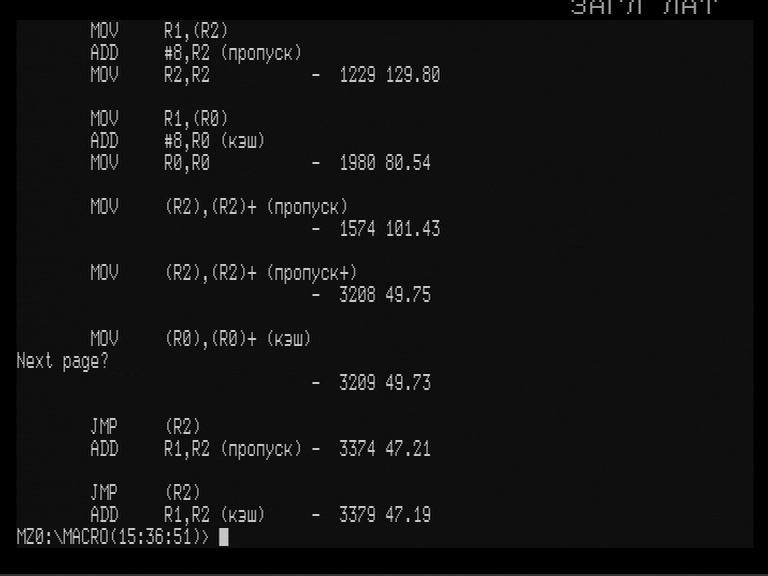 ЗАГЛ ЛАТ
MOV R1,(R2)
ADD #8,R2 (пропуск)
MOV R2,R2 - 1229 129.80
MOV R1,(R0)
ADD #8,R0 (кэш)
MOV R0,R0 - 1980 80.54
MOV (R2),(R2)+ (пропуск)
- 1574 101.43
MOV (R2),(R2)+ (пропуск+)
- 3208 49.75
MOV (R0),(R0)+ (кэш)
Next page?
- 3209 49.73
JMP (R2)
ADD R1,R2 (пропуск) - 3374 47.21
JMP (R2)
ADD R1,R2 (кэш) - 3379 47.19
MZ0:\MACRO(15:36:51)>